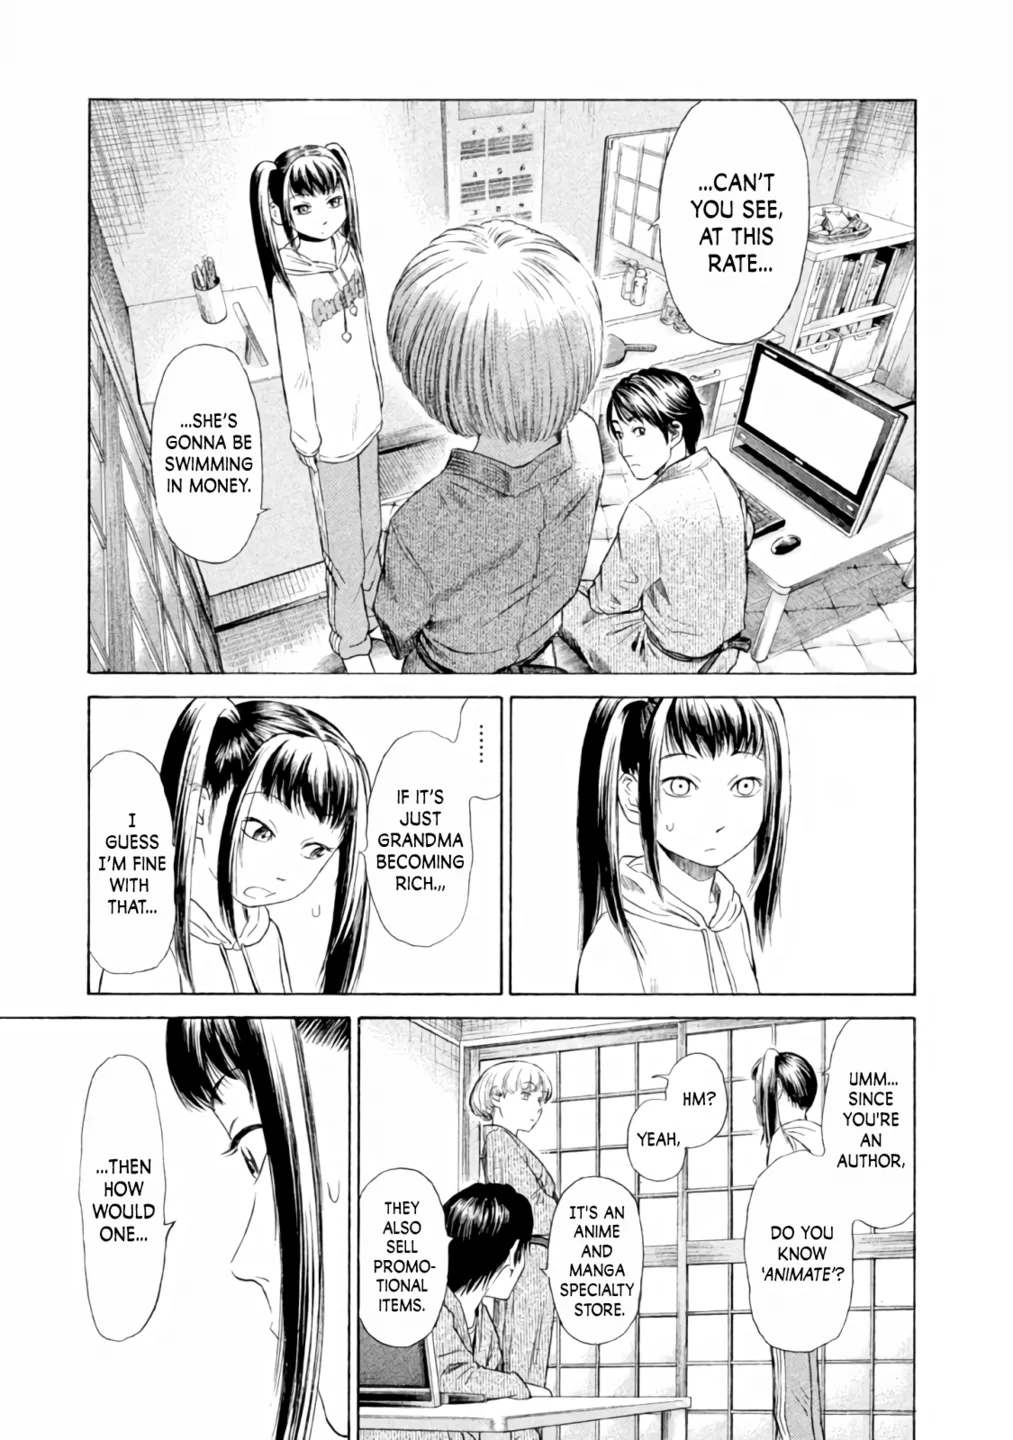 ...CAN'T
YOU SEE,
AT THIS
RATE...
...SHE'S
GONNA BE
SWIMMING
IN MONEY.
......
IF IT'S
JUST
GRANDMA
BECOMING
RICH.,,
I
GUESS
I'M FINE
WITH
THAT...
UMM...
SINCE
YOU'RE
AN
AUTHOR,
DO YOU
KNOW
'ANIMATE'?
HM?
YEAH,
IT'S AN
ANIME
AND
MANGA
SPECIALTY
STORE.
THEY
ALSO
SELL
PROMO-
TIONAL
ITEMS.
...THEN
HOW
WOULD
ONE...